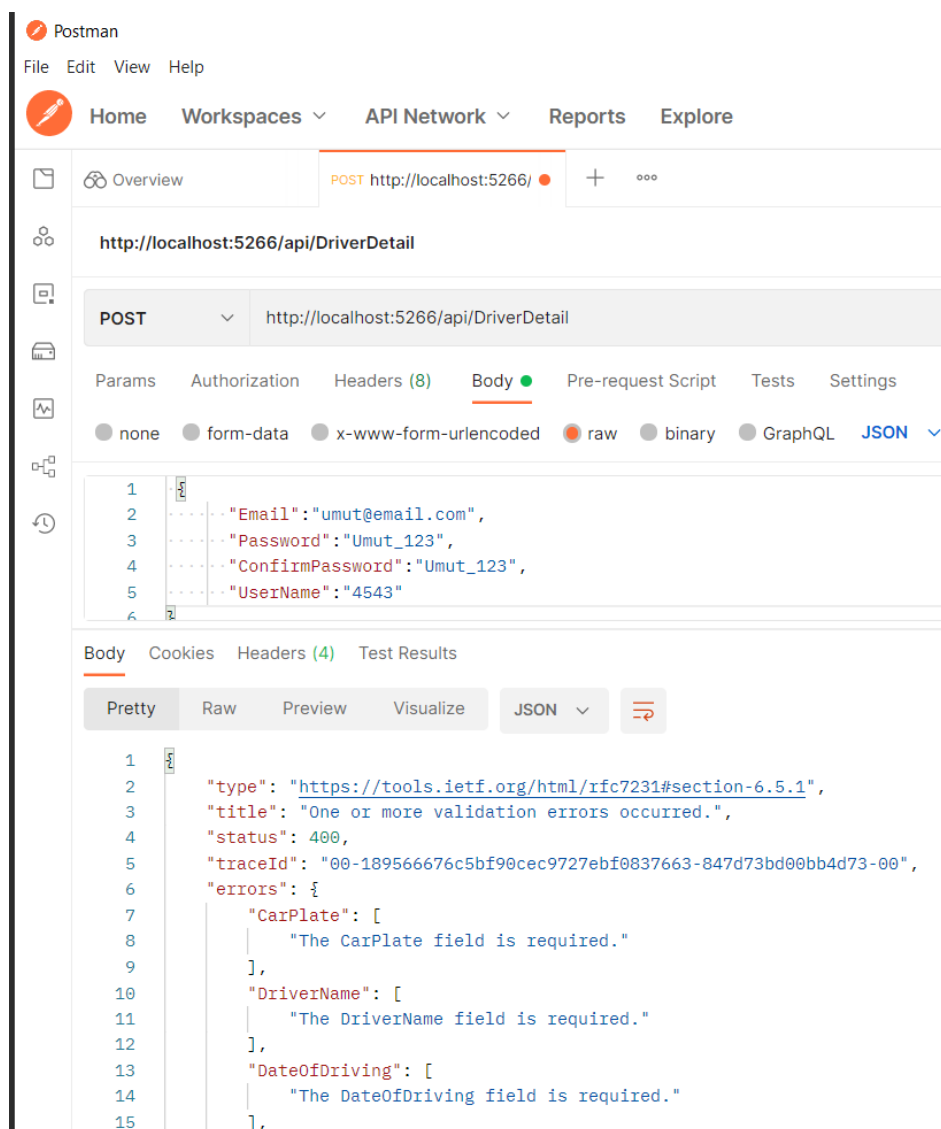 Postman
File Edit View Help
Home Workspaces API Network Reports Explore
Overview POST http://localhost:5266/
http://localhost:5266/api/DriverDetail
POST http://localhost:5266/api/DriverDetail
Params Authorization Headers (8) Body Pre-request Script Tests Settings
none form-data x-www-form-urlencoded raw binary GraphQL JSON
1 {
2 "Email":"umut@email.com",
3 "Password":"Umut_123",
4 "ConfirmPassword":"Umut_123",
5 "UserName":"4543"
6 }
Body Cookies Headers (4) Test Results
Pretty Raw Preview Visualize JSON
1 {
2 "type": "https://tools.ietf.org/html/rfc7231#section-6.5.1",
3 "title": "One or more validation errors occurred.",
4 "status": 400,
5 "traceId": "00-189566676c5bf90cec9727ebf0837663-847d73bd00bb4d73-00",
6 "errors": {
7 "CarPlate": [
8 "The CarPlate field is required."
9 ],
10 "DriverName": [
11 "The DriverName field is required."
12 ],
13 "DateOfDriving": [
14 "The DateOfDriving field is required."
15 ],